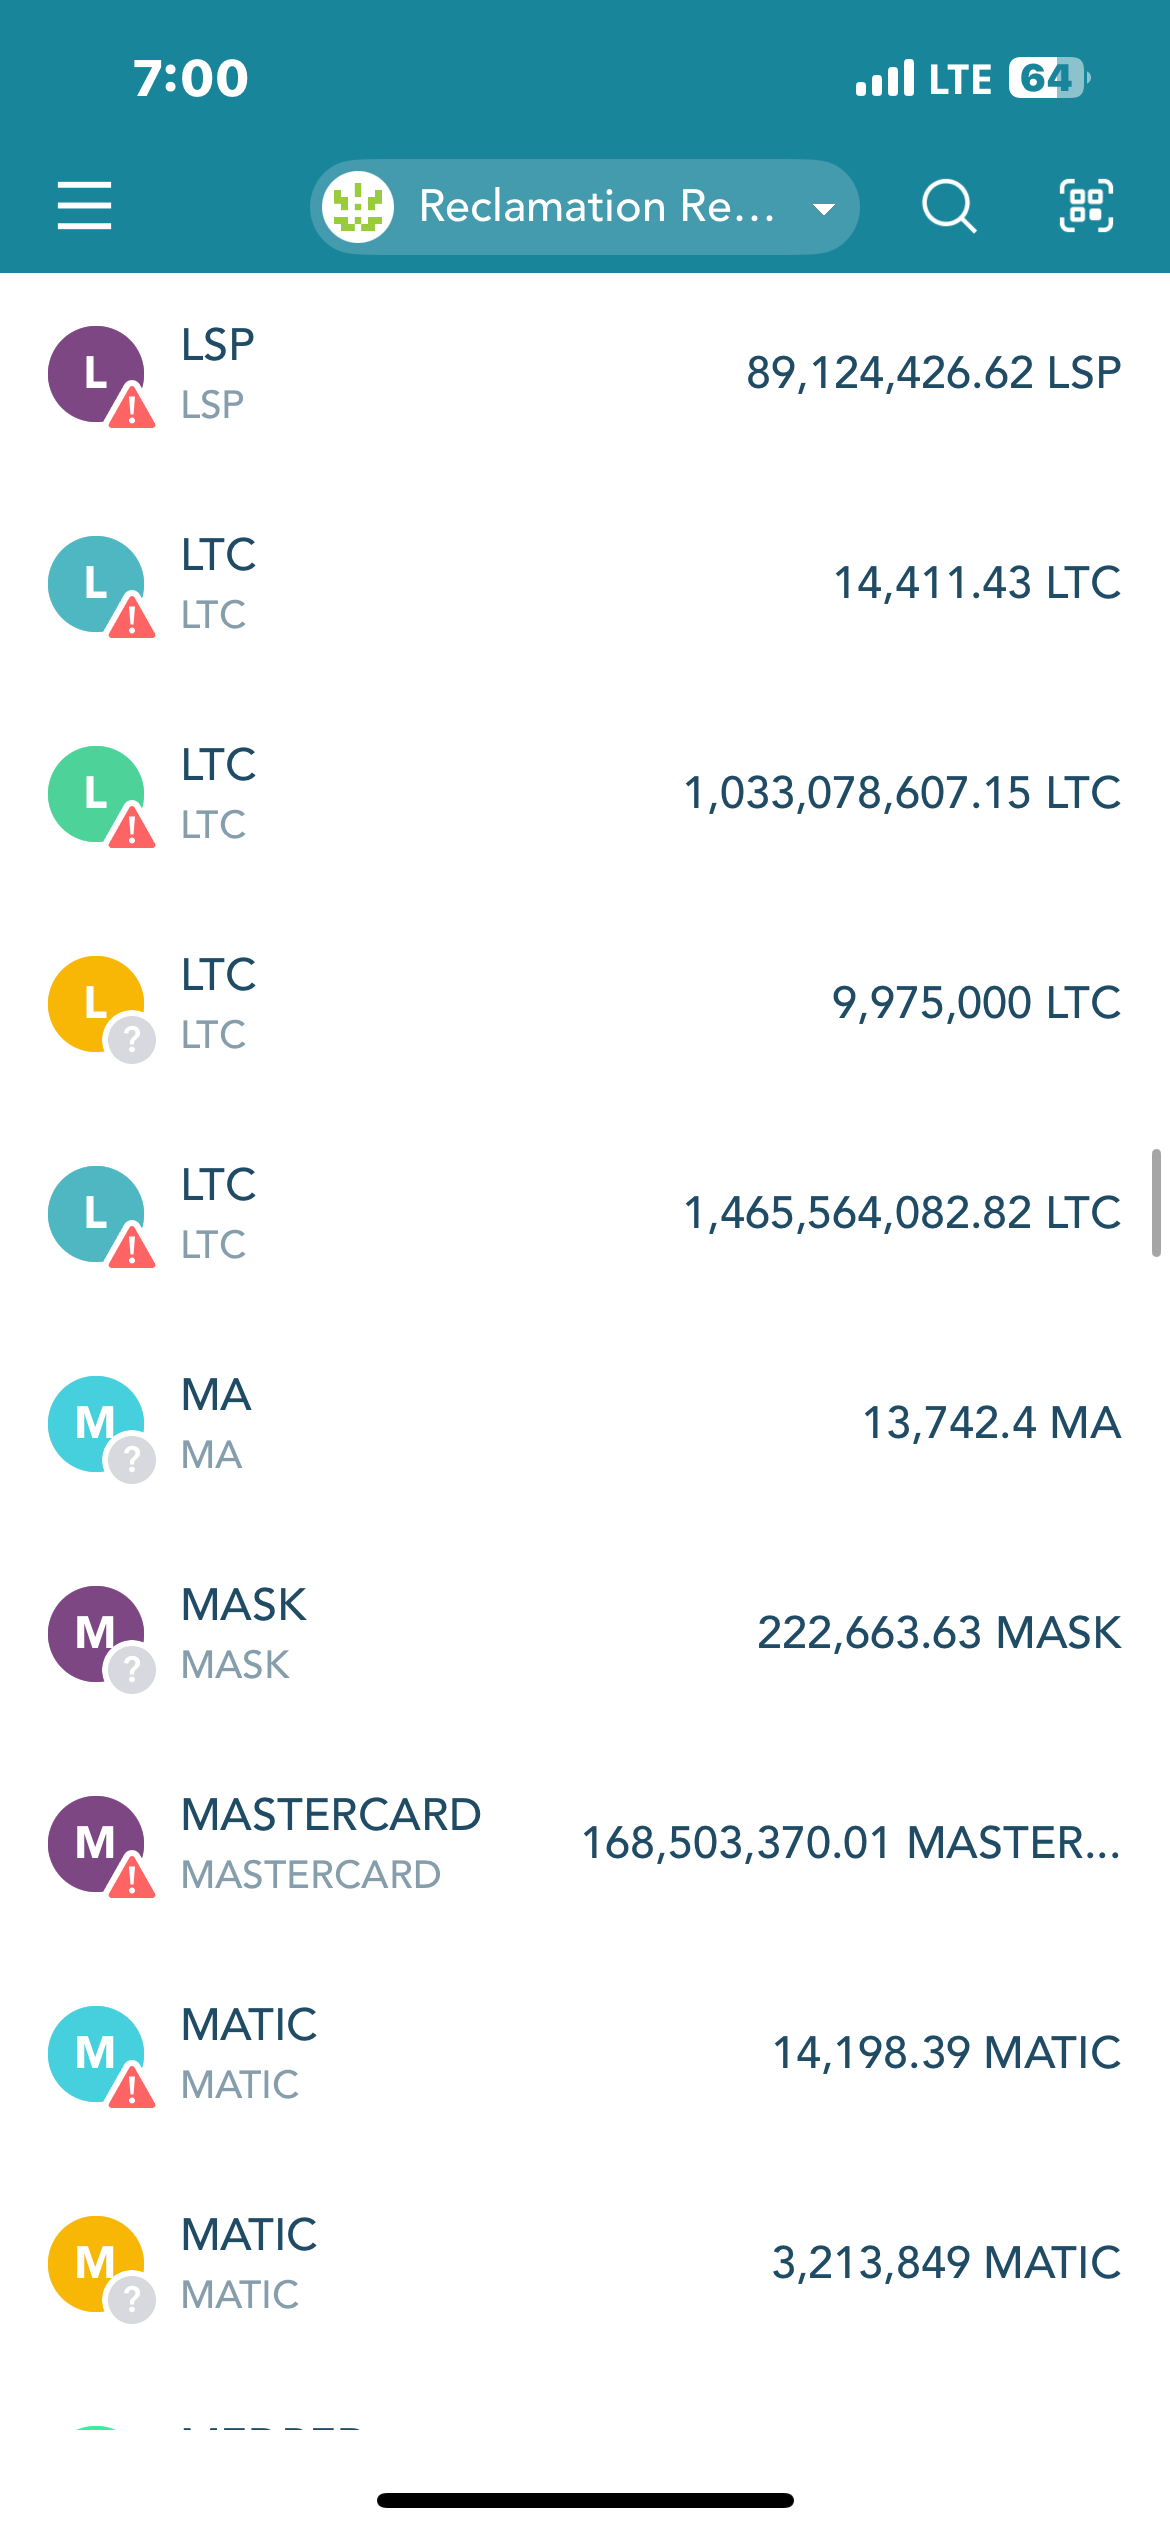 7:00
LTE 64
Reclamation Re...
L
LSP
LSP
89,124,426.62 LSP
L
LTC
LTC
14,411.43 LTC
L
LTC
LTC
1,033,078,607.15 LTC
L
?
LTC
LTC
9,975,000 LTC
L
LTC
LTC
1,465,564,082.82 LTC
M
?
MA
MA
13,742.4 MA
M
?
MASK
MASK
222,663.63 MASK
M
MASTERCARD
MASTERCARD
168,503,370.01 MASTER...
M
MATIC
MATIC
14,198.39 MATIC
M
?
MATIC
MATIC
3,213,849 MATIC